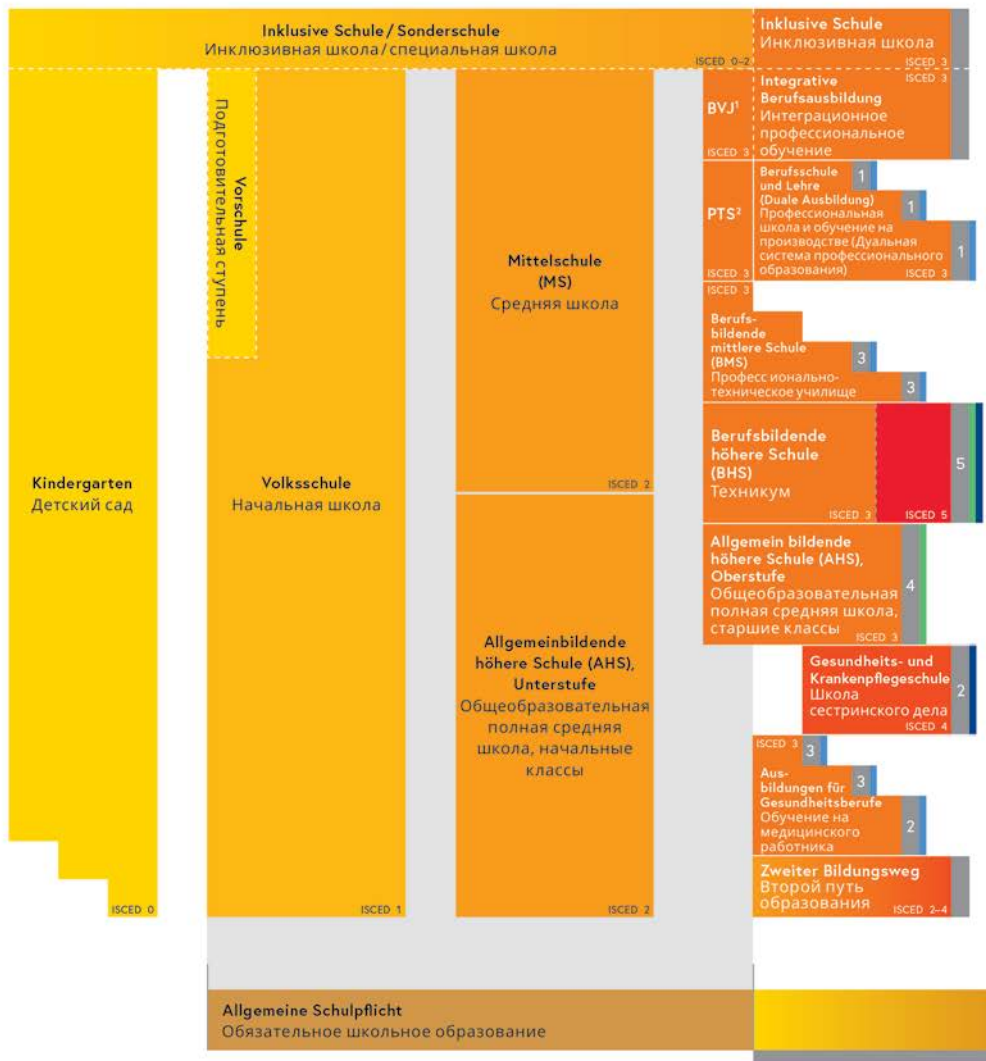 Inklusive Schule / Sonderschule
Инклюзивная школа / специальная школа
ISCED 0–2
Inklusive Schule
Инклюзивная школа
ISCED 3
Kindergarten
Детский сад
ISCED 0
Vorschule
Подготовительная ступень
Volksschule
Начальная школа
ISCED 1
Mittelschule
(MS)
Средняя школа
ISCED 2
Allgemeinbildende
höhere Schule (AHS),
Unterstufe
Общеобразовательная
полная средняя
школа, начальные
классы
ISCED 2
BVJ¹
ISCED 3
ISCED 3
Integrative
Berufsausbildung
Интеграционное
профессиональное
обучение
PTS²
ISCED 3
Berufsschule
und Lehre
(Duale Ausbildung)
Профессиональная
школа и обучение на
производстве (Дуальная
система профессионального
образования)
ISCED 3
1
1
1
ISCED 3
Berufs-
bildende
mittlere Schule
(BMS)
Професс ионально-
техническое училище
3
3
Berufsbildende
höhere Schule
(BHS)
Техникум
ISCED 3
ISCED 5
5
Allgemein bildende
höhere Schule (AHS),
Oberstufe
Общеобразовательная
полная средняя школа,
старшие классы
ISCED 3
4
Gesundheits- und
Krankenpflegeschule
Школа
сестринского дела
ISCED 4
2
ISCED 3
3
Aus-
bildungen für
Gesundheitsberufe
Обучение на
медицинского
работника
3
2
Zweiter Bildungsweg
Второй путь
образования
ISCED 2–4
Allgemeine Schulpflicht
Обязательное школьное образование